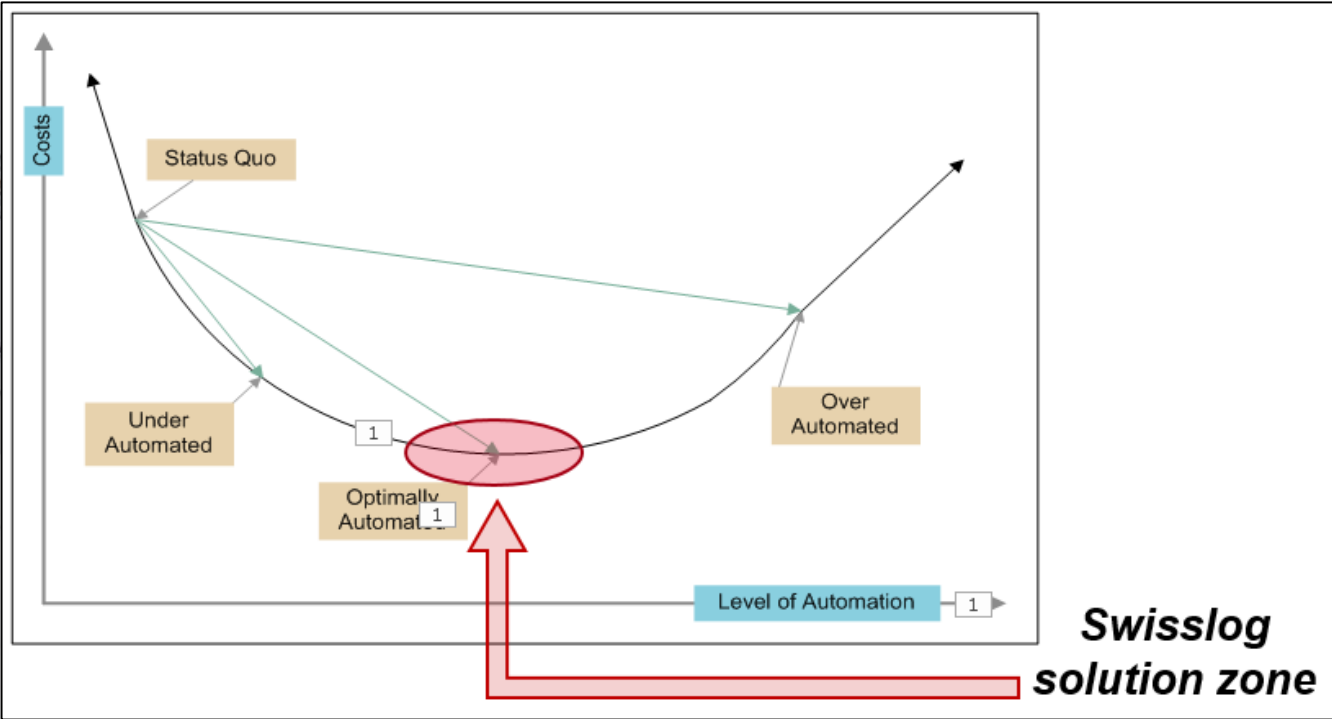 Costs
Status Quo
Under
Automated
1
Over
Automated
Optimally
Automated
1
Level of Automation
1
Swisslog
solution zone